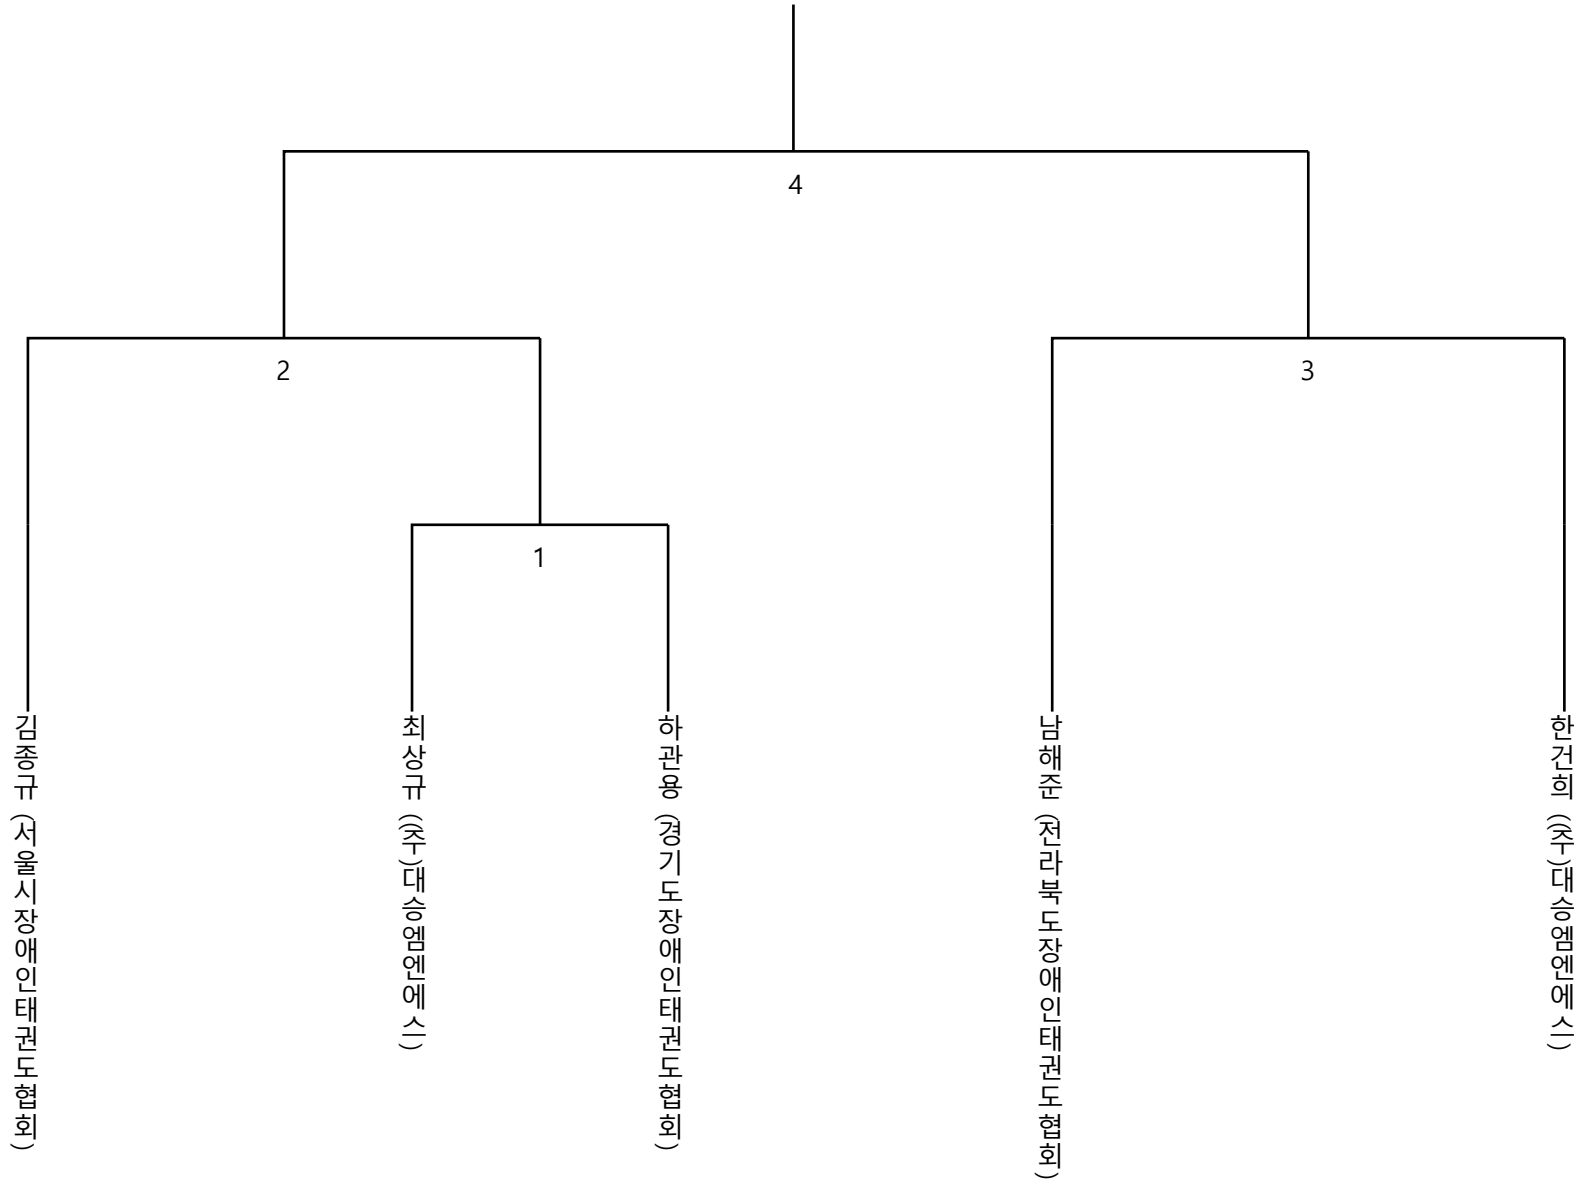 4
2
3
1
김종규 (서울시장애인태권도협회)
최상규 ((주)대승엠엔에스)
하관용 (경기도장애인태권도협회)
남해준 (전라북도장애인태권도협회)
한건희 ((주)대승엠엔에스)